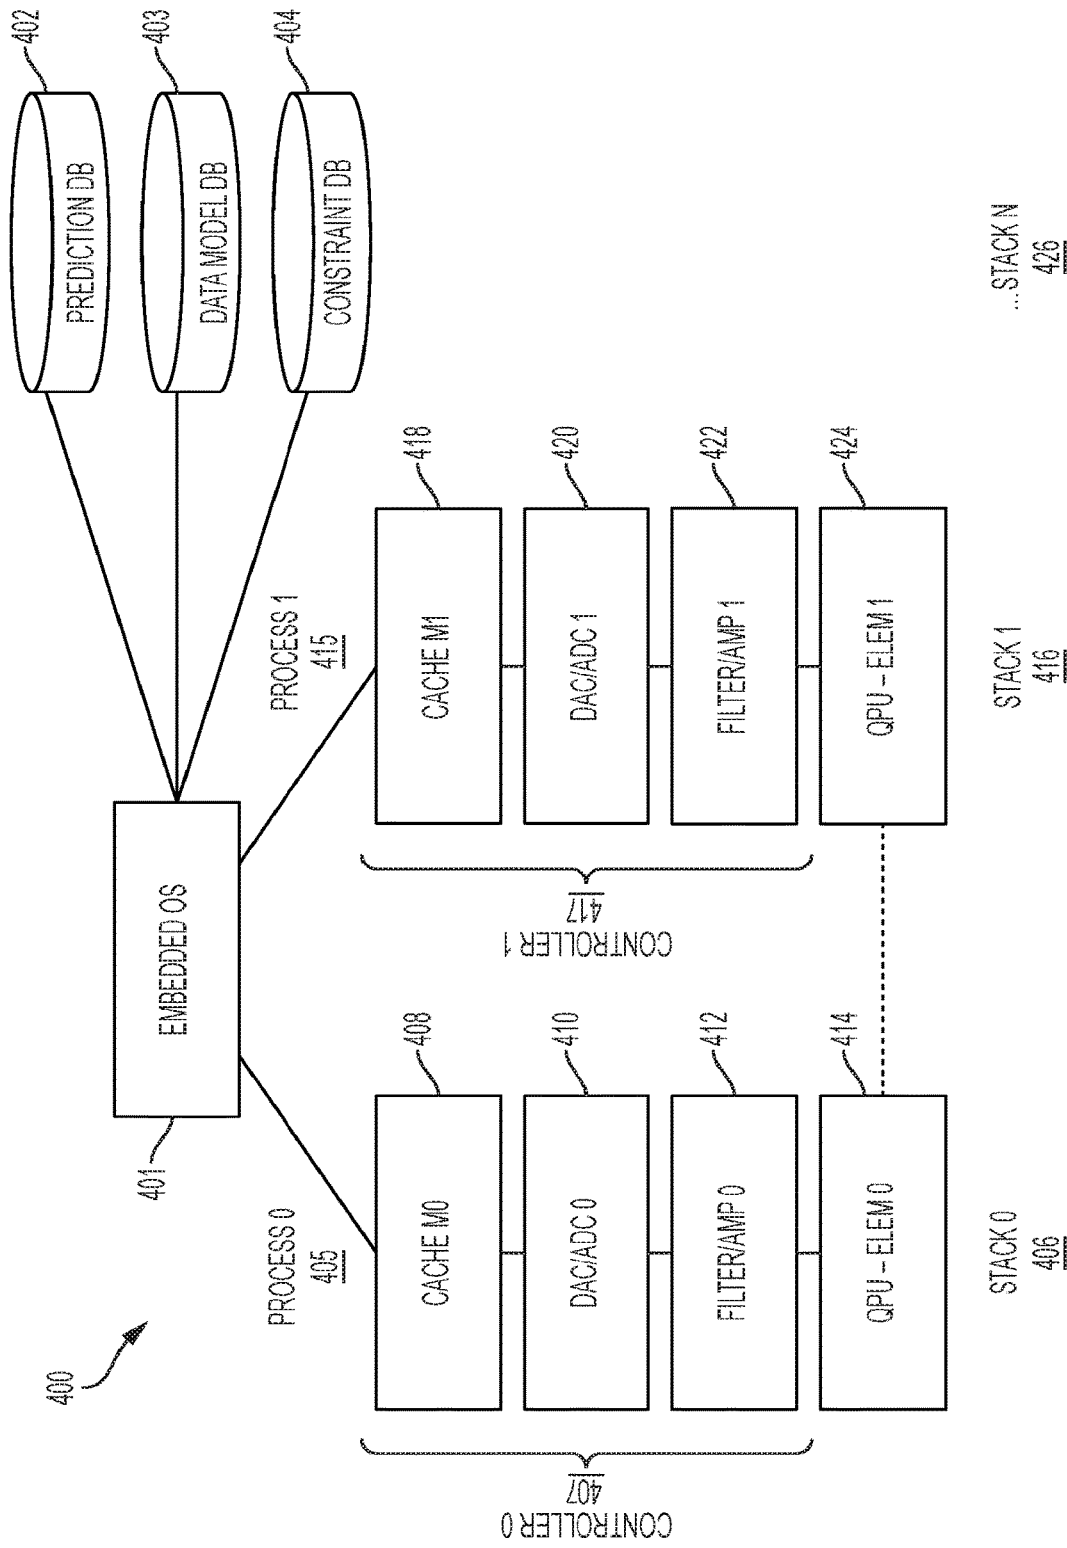 400
401
EMBEDDED OS
PREDICTION DB
402
DATA MODEL DB
403
CONSTRAINT DB
404
PROCESS 0
405
PROCESS 1
415
CONTROLLER 0
407
CACHE M0
408
DAC/ADC 0
410
FILTER/AMP 0
412
QPU – ELEM 0
414
STACK 0
406
CONTROLLER 1
417
CACHE M1
418
DAC/ADC 1
420
FILTER/AMP 1
422
QPU – ELEM 1
424
STACK 1
416
...STACK N
426